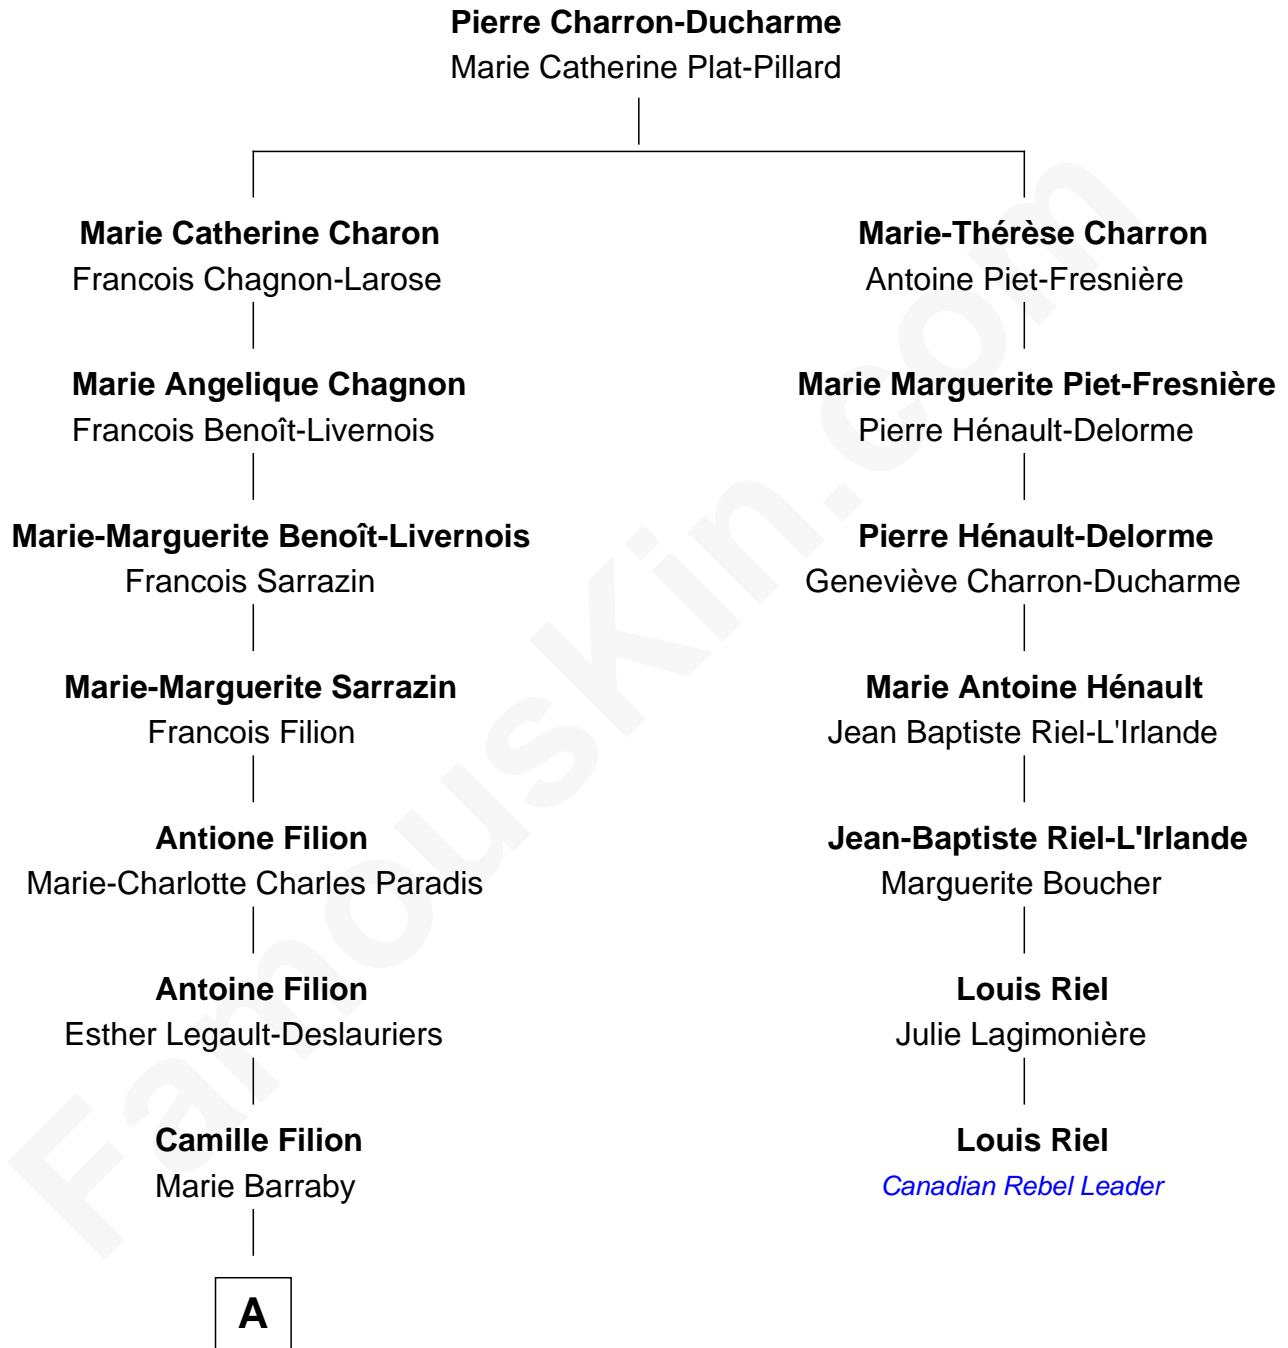 Pierre Charron-Ducharme
Marie Catherine Plat-Pillard
Marie Catherine Charon
Francois Chagnon-Larose
Marie Angelique Chagnon
Francois Benoît-Livernois
Marie-Marguerite Benoît-Livernois
Francois Sarrazin
Marie-Marguerite Sarrazin
Francois Filion
Antione Filion
Marie-Charlotte Charles Paradis
Antoine Filion
Esther Legault-Deslauriers
Camille Filion
Marie Barraby
A
Marie-Thérèse Charron
Antoine Piet-Fresnière
Marie Marguerite Piet-Fresnière
Pierre Hénault-Delorme
Pierre Hénault-Delorme
Geneviève Charron-Ducharme
Marie Antoine Hénault
Jean Baptiste Riel-L'Irlande
Jean-Baptiste Riel-L'Irlande
Marguerite Boucher
Louis Riel
Julie Lagimonière
Louis Riel
Canadian Rebel Leader
FamousKin.com